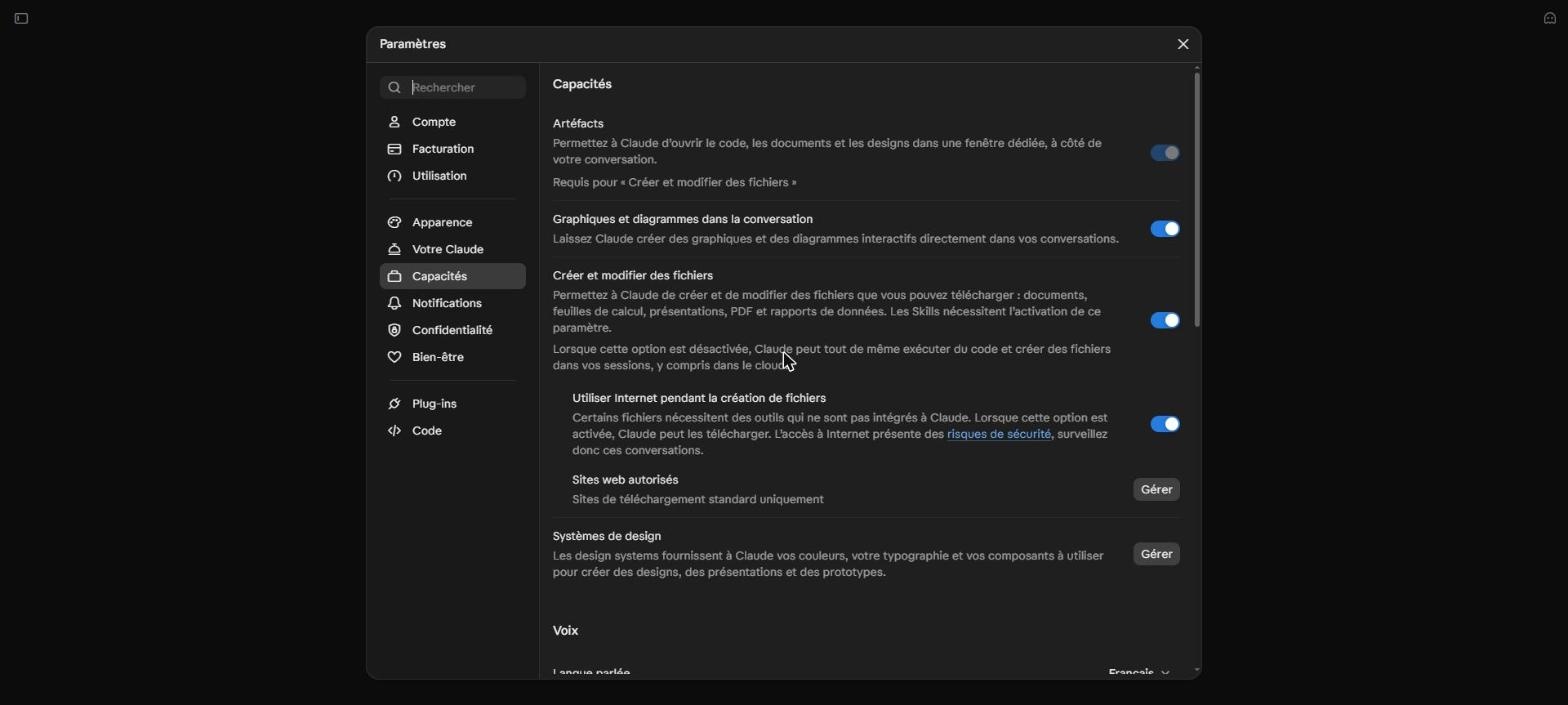 Paramètres
Rechercher
Compte
Facturation
Utilisation
Apparence
Votre Claude
Capacités
Notifications
Confidentialité
Bien-être
Plug-ins
Code
Capacités
Artéfacts
Permettez à Claude d'ouvrir le code, les documents et les designs dans une fenêtre dédiée, à côté de
votre conversation.
Requis pour « Créer et modifier des fichiers »
Graphiques et diagrammes dans la conversation
Laissez Claude créer des graphiques et des diagrammes interactifs directement dans vos conversations.
Créer et modifier des fichiers
Permettez à Claude de créer et de modifier des fichiers que vous pouvez télécharger : documents,
feuilles de calcul, présentations, PDF et rapports de données. Les Skills nécessitent l'activation de ce
paramètre.
Lorsque cette option est désactivée, Claude peut tout de même exécuter du code et créer des fichiers
dans vos sessions, y compris dans le cloud
Utiliser Internet pendant la création de fichiers
Certains fichiers nécessitent des outils qui ne sont pas intégrés à Claude. Lorsque cette option est
activée, Claude peut les télécharger. L'accès à Internet présente des risques de sécurité, surveillez
donc ces conversations.
Sites web autorisés
Sites de téléchargement standard uniquement
Gérer
Systèmes de design
Les design systems fournissent à Claude vos couleurs, votre typographie et vos composants à utiliser
pour créer des designs, des présentations et des prototypes.
Gérer
Voix
Langue parlée
Français